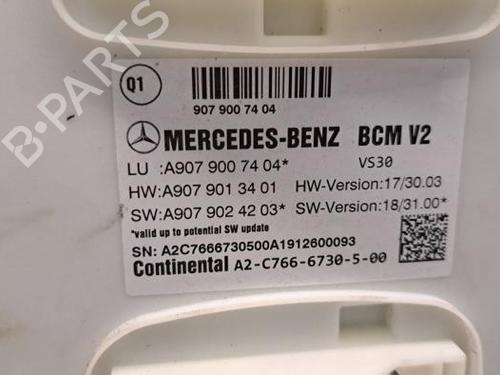 B-PARTS
Q1
907 900 74 04
MERCEDES-BENZ BCM V2
LU :A907 900 74 04* VS30
HW:A907 901 34 01 HW-Version:17/30.03
SW:A907 902 42 03* SW-Version:18/31.00*
*valid up to potential SW update
SN: A2C7666730500A1912600093
Continental A2-C766-6730-5-00